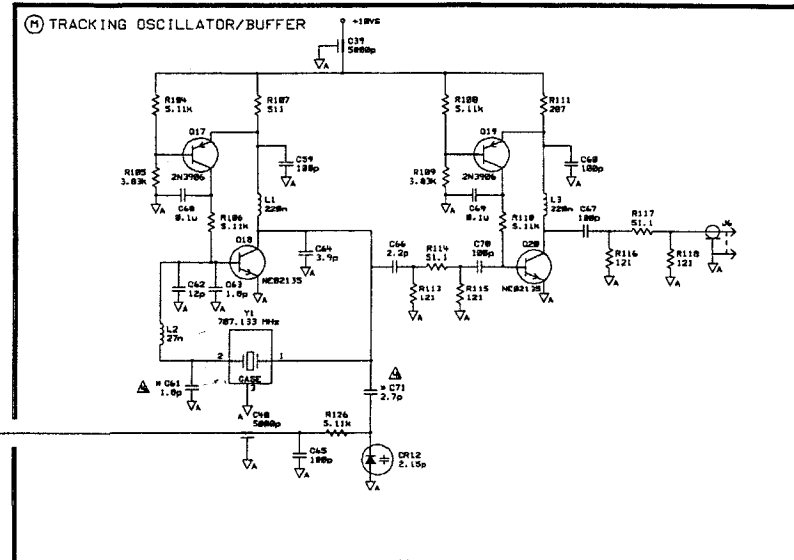 M TRACKING OSCILLATOR/BUFFER
+10VS
C39
5000p
A
R104
5.11k
R107
511
R108
5.11k
R111
287
Q17
2N3906
Q19
2N3906
R105
3.83k
C59
100p
A
R109
3.83k
C60
100p
A
A
C68
0.1u
L1
220n
A
C69
0.1u
L3
220n
R106
5.11k
R110
5.11k
C67
100p
R117
51.1
J6
Q18
NE02135
C64
3.9p
A
C66
2.2p
R114
51.1
C70
100p
Q20
NE02135
R116
121
R118
121
A
A
A
C62
12p
C63
1.0p
A
A
A
R113
121
R115
121
A
A
A
L2
27n
Y1
707.133 MHz
2
1
CASE
3
* C61
1.0p
A
A
* C71
2.7p
C48
5000p
A
R126
5.11k
C65
100p
A
CR12
2.15p
A